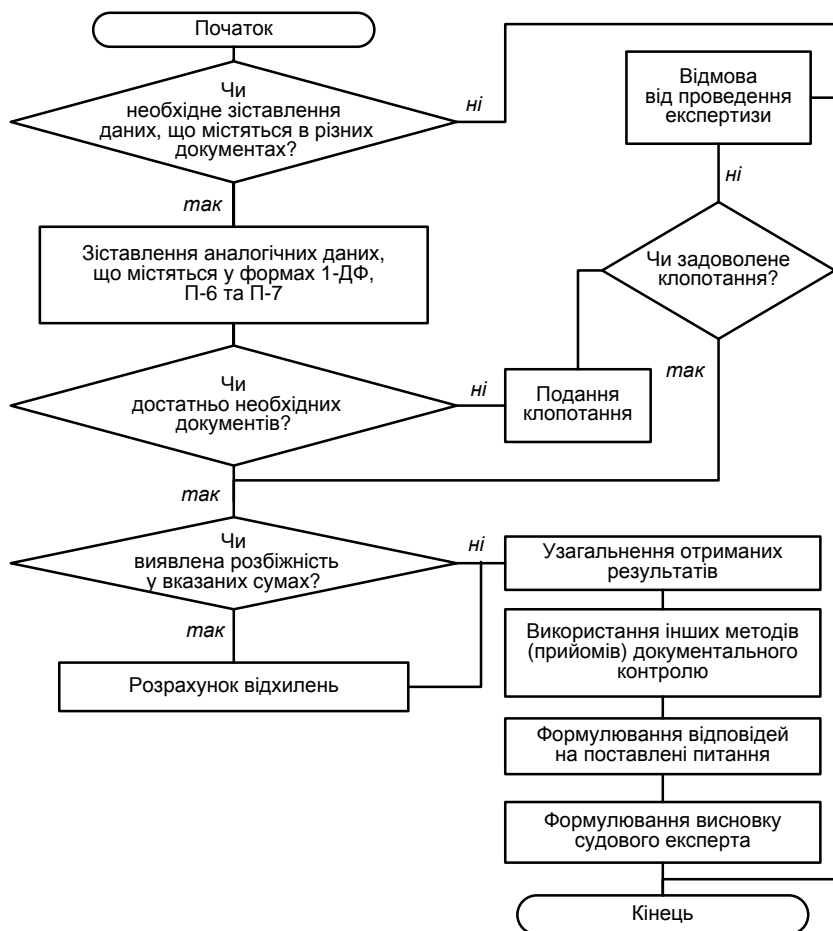 Початок
Чи
необхідне зіставлення
даних, що містяться в різних
документах?
ні
Відмова
від проведення
експертизи
так
ні
Зіставлення аналогічних даних,
що містяться у формах 1-ДФ,
П-6 та П-7
Чи задоволене
клопотання?
Чи
достатньо необхідних
документів?
ні
Подання
клопотання
так
так
Чи
виявлена розбіжність
у вказаних сумах?
ні
Узагальнення отриманих
результатів
так
Розрахунок відхилень
Використання інших методів
(прийомів) документального
контролю
Формулювання відповідей
на поставлені питання
Формулювання висновку
судового експерта
Кінець